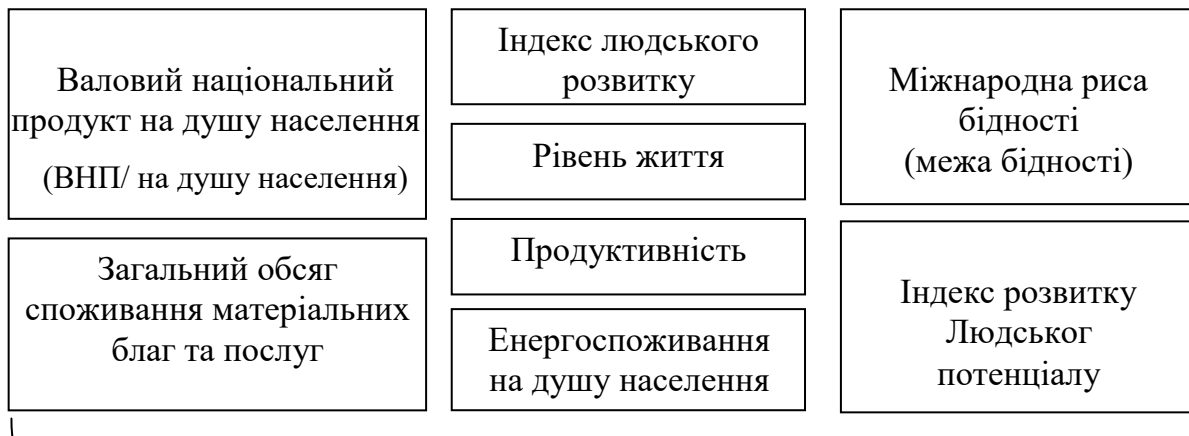 Валовий національний
продукт на душу населення
(ВНП/ на душу населення)
Загальний обсяг
споживання матеріальних
благ та послуг
Індекс людського
розвитку
Рівень життя
Продуктивність
Енергоспоживання
на душу населення
Міжнародна риса
бідності
(межа бідності)
Індекс розвитку
Людськог
потенціалу